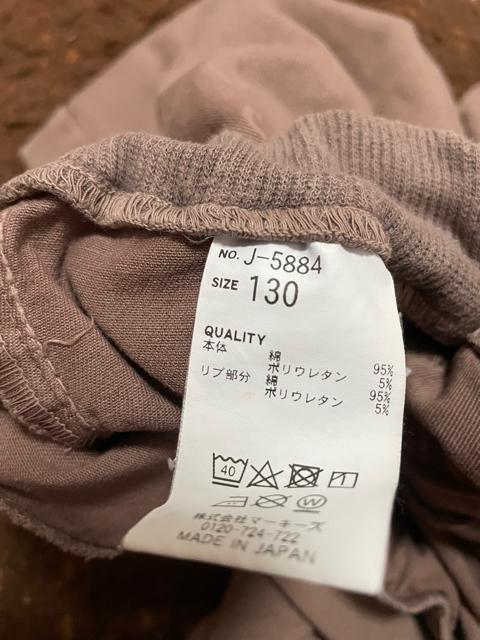 NO. J-5884
SIZE 130
QUALITY
本体
綿 95%
ポリウレタン 5%
リブ部分
綿 95%
ポリウレタン 5%
40
W
株式会社マーキーズ
0120-724-722
MADE IN JAPAN